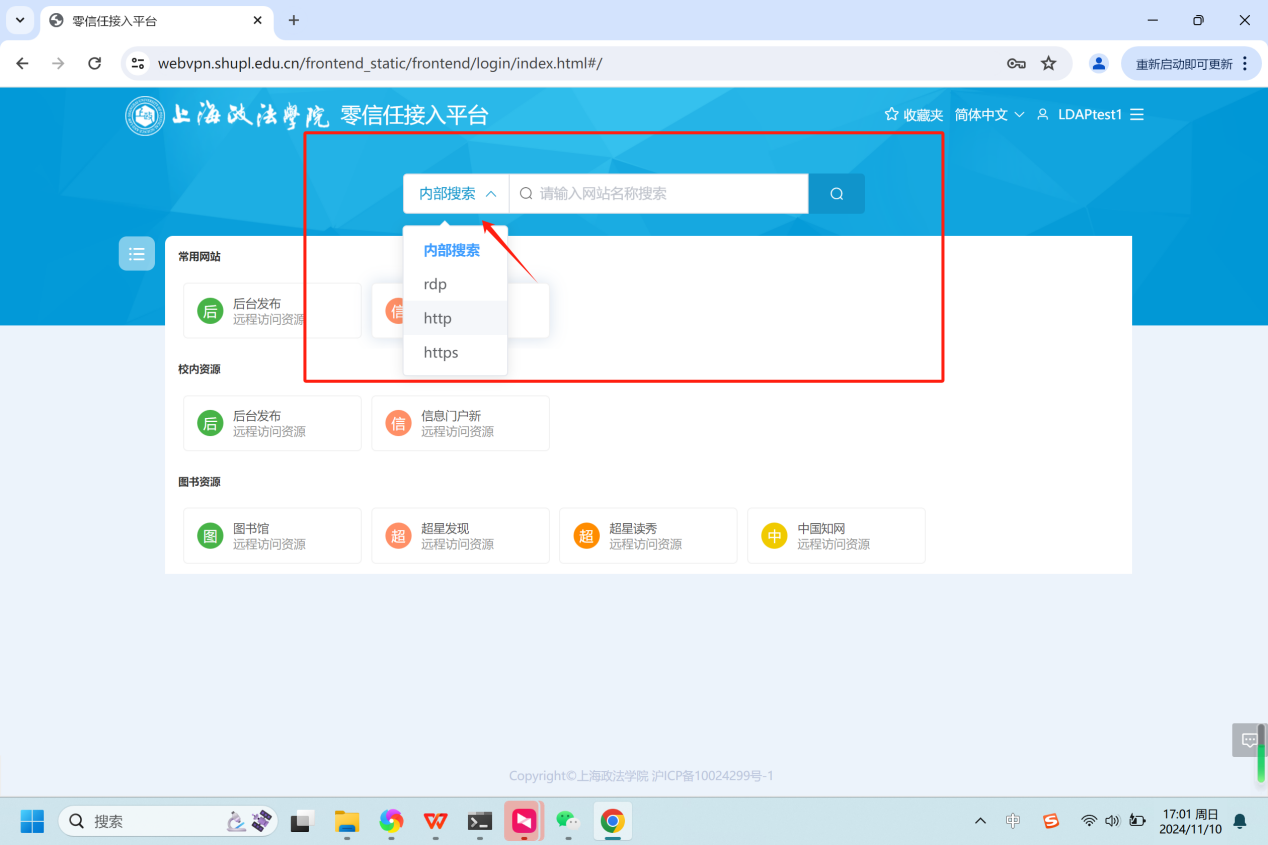 零信任接入平台
webvpn.shupl.edu.cn/frontend_static/frontend/login/index.html#/
重新启动即可更新
上海政法學院 零信任接入平台
收藏夹 简体中文 LDAPtest1
内部搜索 请输入网站名称搜索
内部搜索
rdp
http
https
常用网站
后 后台发布
远程访问资源
信
校内资源
后 后台发布
远程访问资源
信 信息门户新
远程访问资源
图书资源
图 图书馆
远程访问资源
超 超星发现
远程访问资源
超 超星读秀
远程访问资源
中 中国知网
远程访问资源
Copyright©上海政法学院 沪ICP备10024299号-1
搜索
中
17:01 周日
2024/11/10